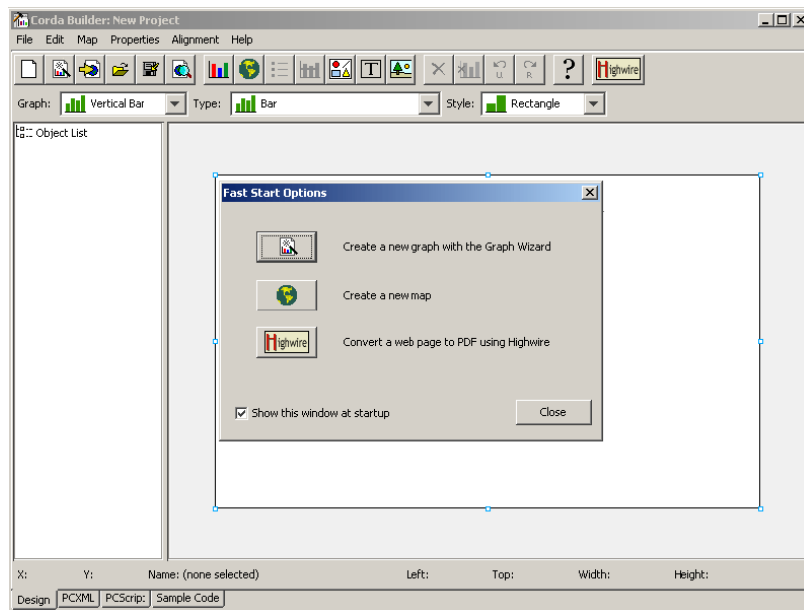 Corda Builder: New Project
File Edit Map Properties Alignment Help
U R ? Highwire
Graph: Vertical Bar Type: Bar Style: Rectangle
Object List
Fast Start Options
Create a new graph with the Graph Wizard
Create a new map
Highwire Convert a web page to PDF using Highwire
Show this window at startup Close
X: Y: Name: (none selected) Left: Top: Width: Height:
Design PCXML PCScrip: Sample Code